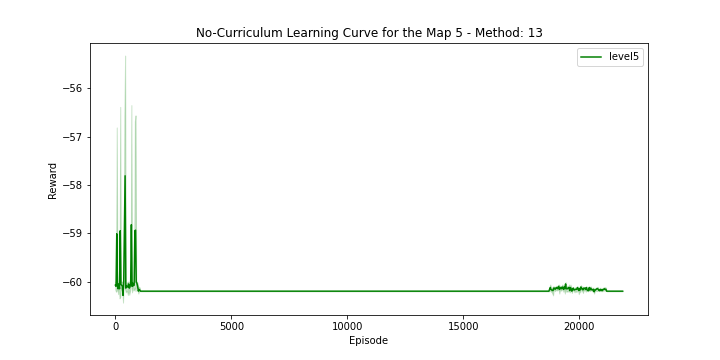 No-Curriculum Learning Curve for the Map 5 - Method: 13
level5
−56
−57
−58
−59
−60
Reward
0
5000
10000
15000
20000
Episode